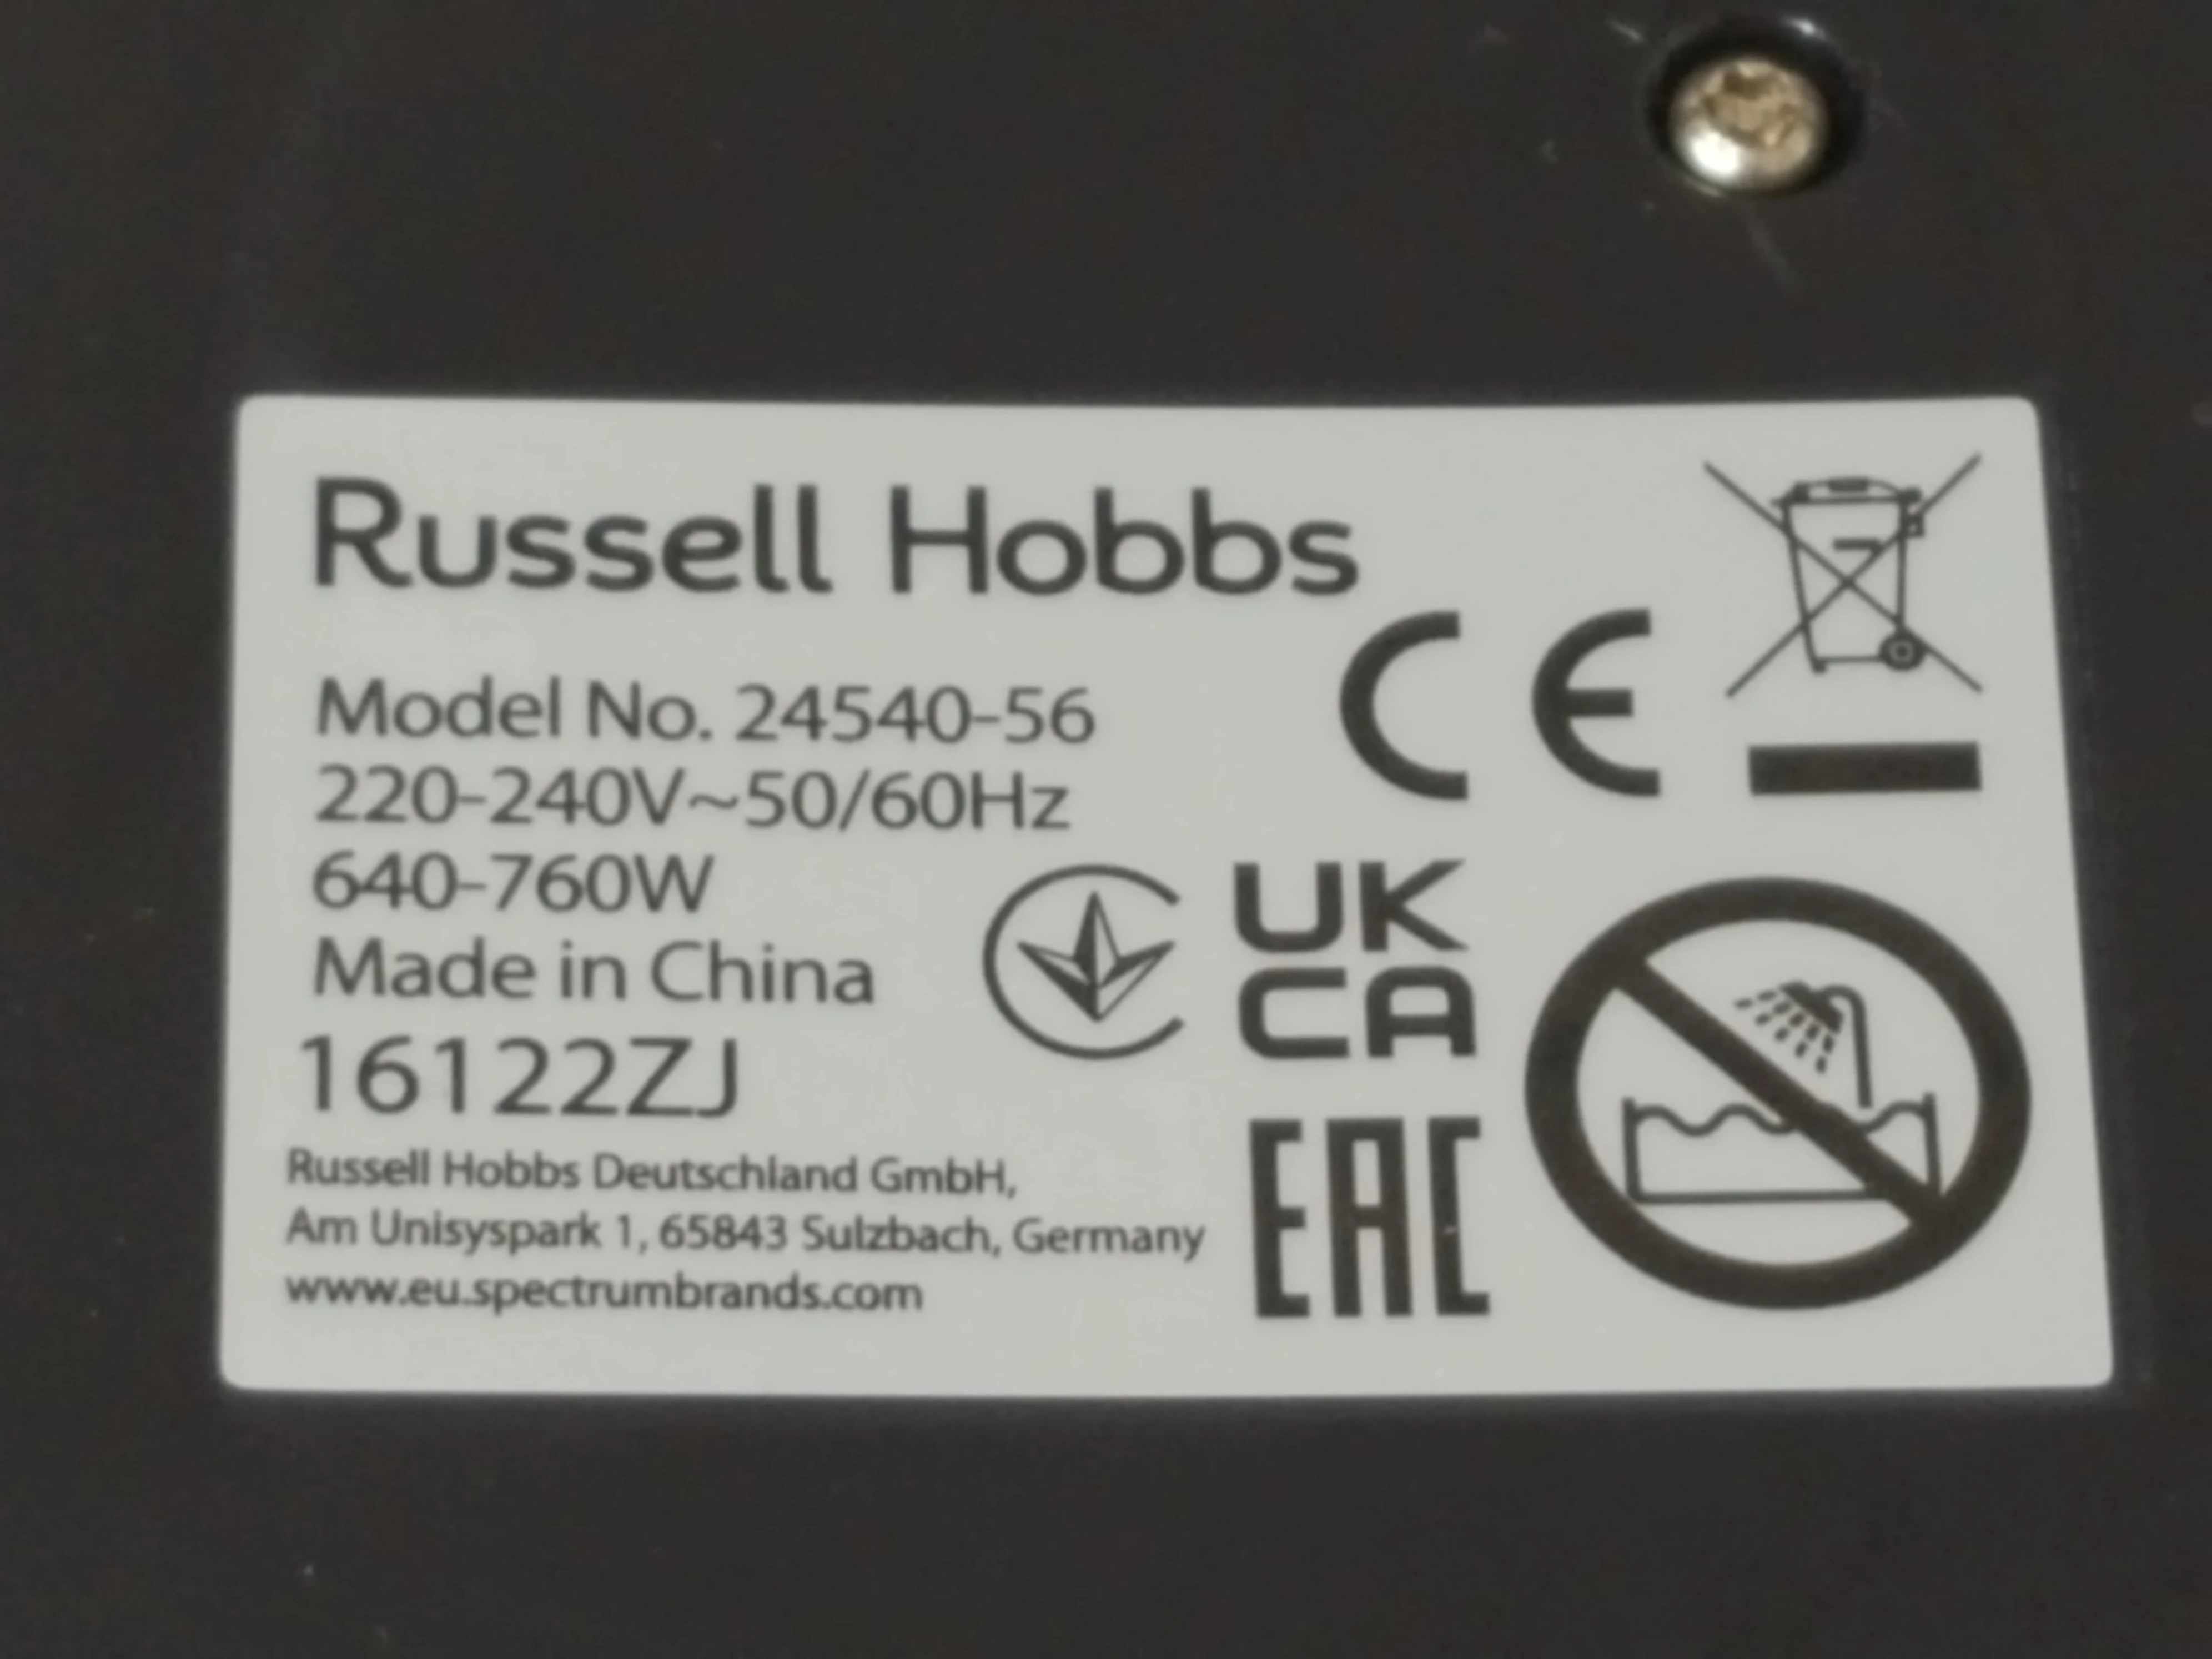 Russell Hobbs
CE
Model No. 24540-56
220-240V~50/60Hz
640-760W
Made in China
16122ZJ
UK
CA
EAC
Russell Hobbs Deutschland GmbH,
Am Unisyspark 1, 65843 Sulzbach, Germany
www.eu.spectrumbrands.com